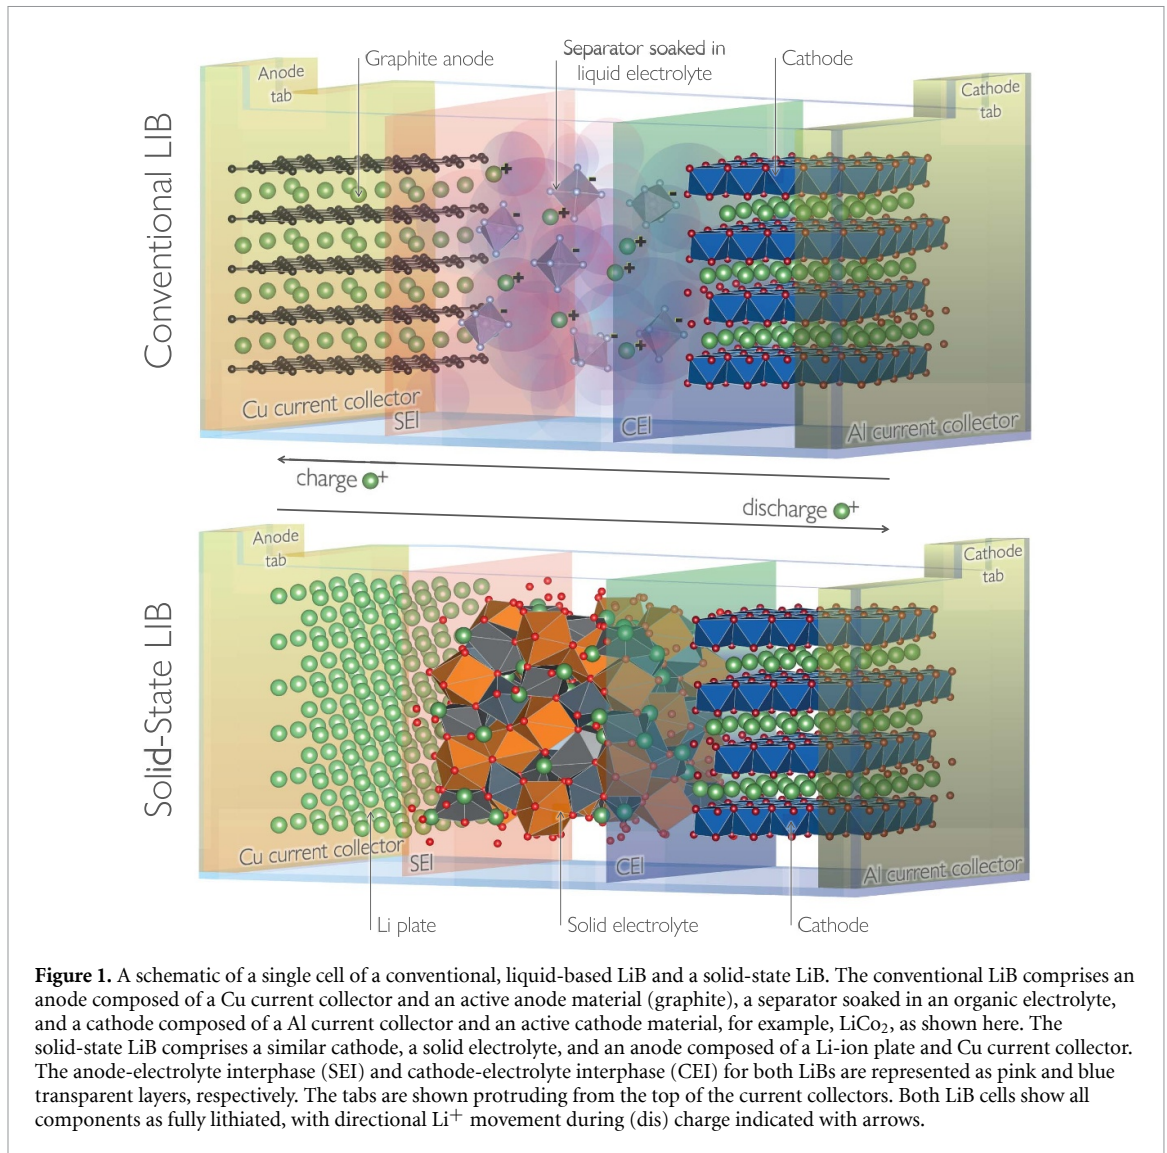 Conventional LIB
Anode
tab
Graphite anode
Separator soaked in
liquid electrolyte
Cathode
Cathode
tab
+
-
-
-
+
+
+
-
+
+
-
+
-
-
+
Cu current collector
SEI
CEI
Al current collector
charge +
discharge +
Solid-State LIB
Anode
tab
Cathode
tab
Cu current collector
SEI
CEI
Al current collector
Li plate
Solid electrolyte
Cathode
Figure 1. A schematic of a single cell of a conventional, liquid-based LiB and a solid-state LiB. The conventional LiB comprises an
anode composed of a Cu current collector and an active anode material (graphite), a separator soaked in an organic electrolyte,
and a cathode composed of a Al current collector and an active cathode material, for example, LiCo₂, as shown here. The
solid-state LiB comprises a similar cathode, a solid electrolyte, and an anode composed of a Li-ion plate and Cu current collector.
The anode-electrolyte interphase (SEI) and cathode-electrolyte interphase (CEI) for both LiBs are represented as pink and blue
transparent layers, respectively. The tabs are shown protruding from the top of the current collectors. Both LiB cells show all
components as fully lithiated, with directional Li⁺ movement during (dis) charge indicated with arrows.